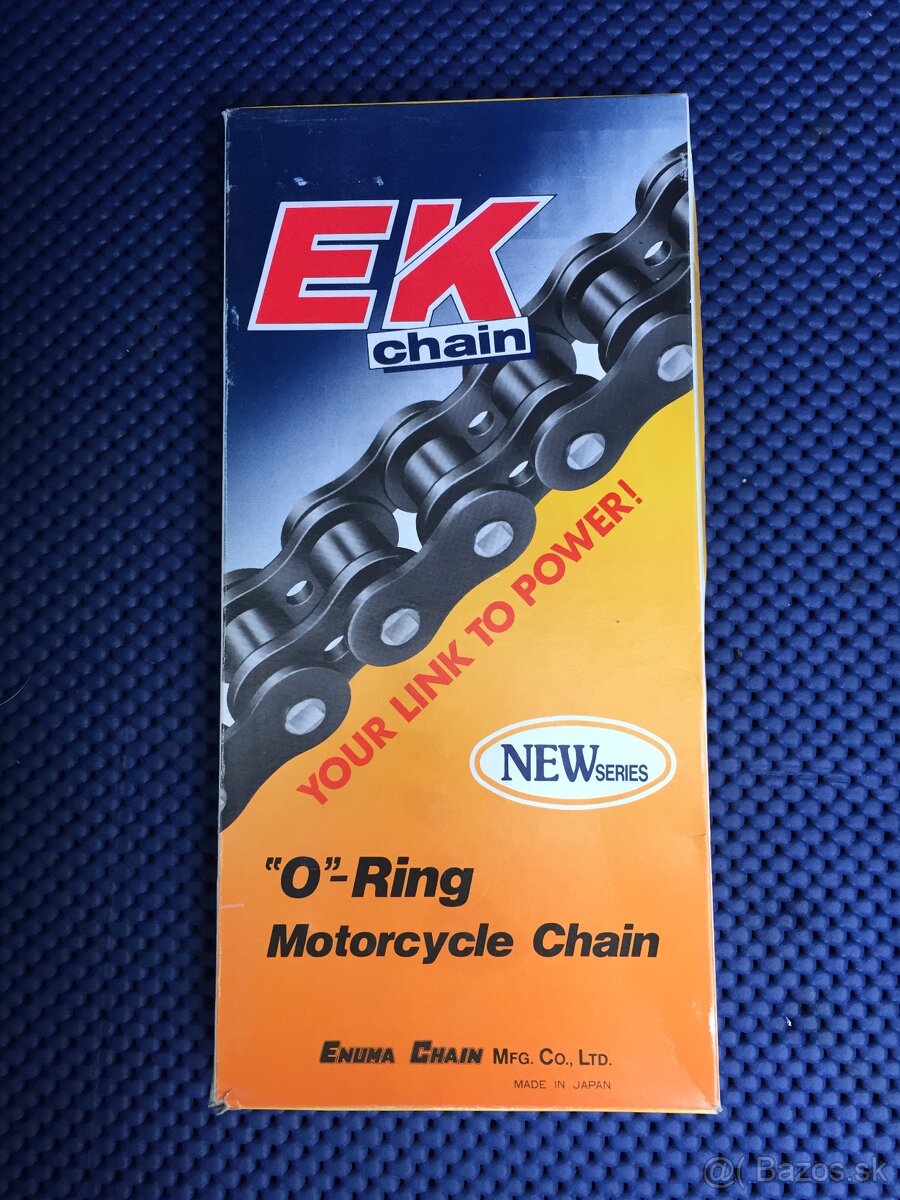 EK
chain
YOUR LINK TO POWER!
NEW SERIES
"O"-Ring
Motorcycle Chain
ENUMA CHAIN MFG. CO., LTD.
MADE IN JAPAN
@( Bazos.sk